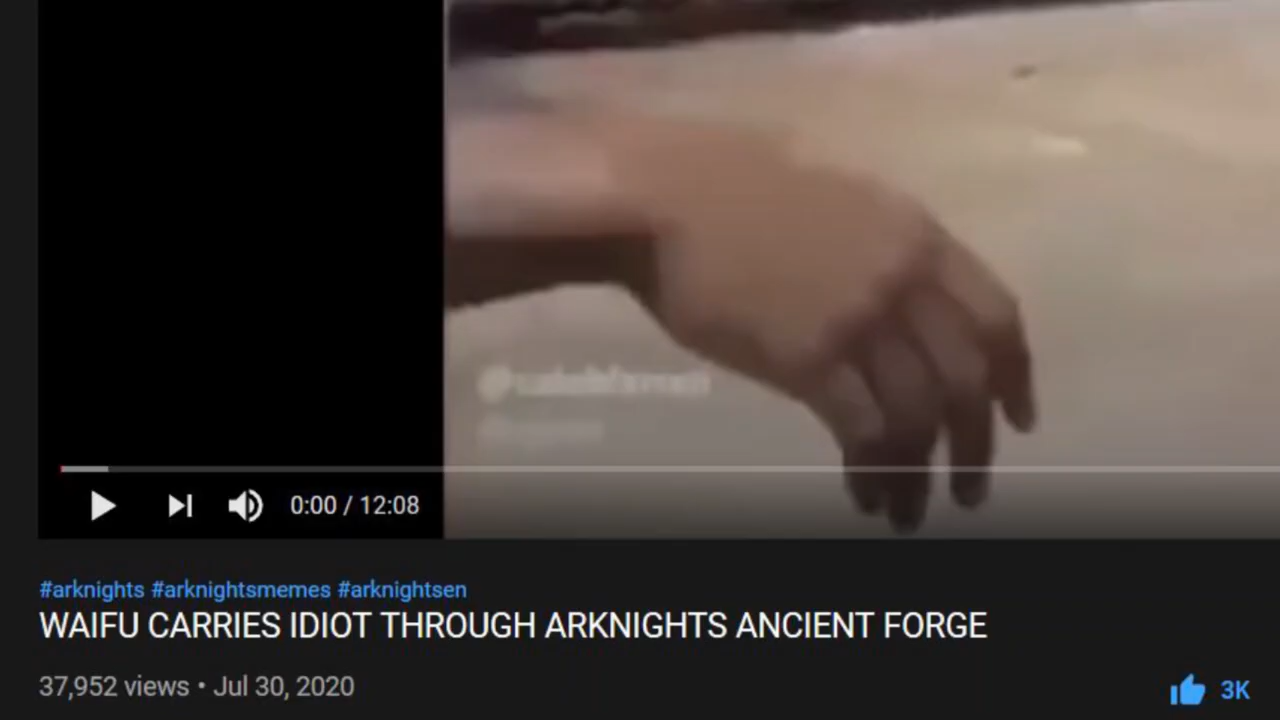 0:00 / 12:08
#arknights #arknightsmemes #arknightsen
WAIFU CARRIES IDIOT THROUGH ARKNIGHTS ANCIENT FORGE
37,952 views • Jul 30, 2020
3K